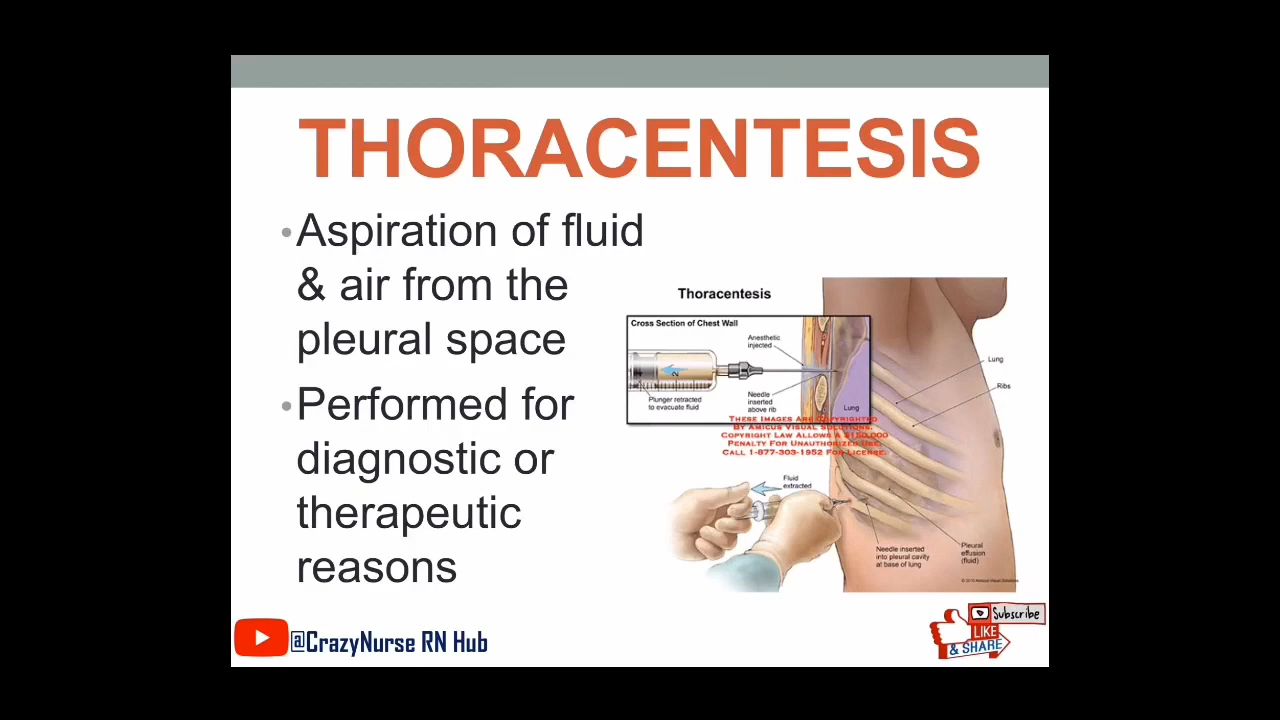 THORACENTESIS
•Aspiration of fluid
& air from the
pleural space
•Performed for
diagnostic or
therapeutic
reasons
Thoracentesis
Cross Section of Chest Wall
Anesthetic
injected
Plunger retracted
to evacuate fluid
Needle
inserted
above rib
Lung
Lung
Ribs
THESE IMAGES ARE COPYRIGHTED
BY AMICUS VISUAL SOLUTIONS.
COPYRIGHT LAW ALLOWS A $150,000
PENALTY FOR UNAUTHORIZED USE.
CALL 1-877-303-1952 FOR LICENSE.
Fluid
extracted
Needle inserted
into pleural cavity
at base of lung
Pleural
effusion
(fluid)
@CrazyNurse RN Hub
Subscribe
LIKE
& SHARE